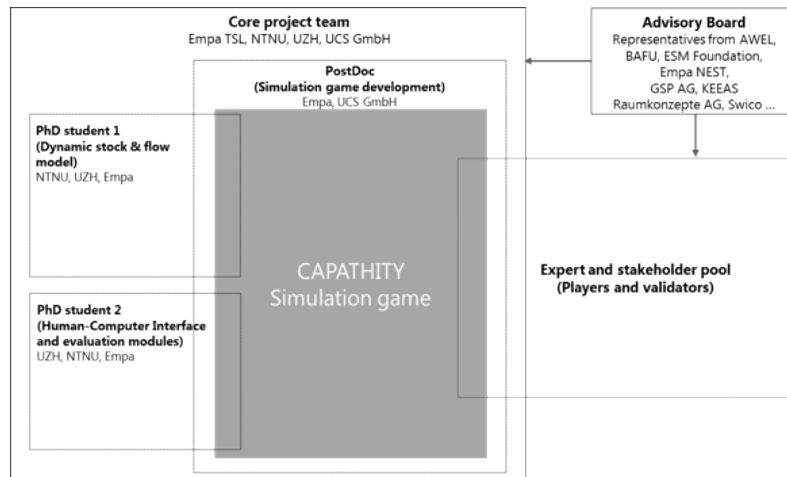 Core project team
Empa TSL, NTNU, UZH, UCS GmbH
Advisory Board
Representatives from AWEL,
BAFU, ESM Foundation,
Empa NEST,
GSP AG, KEEAS
Raumkonzepte AG, Swico ...
PostDoc
(Simulation game development)
Empa, UCS GmbH
PhD student 1
(Dynamic stock & flow
model)
NTNU, UZH, Empa
CAPATHITY
Simulation game
Expert and stakeholder pool
(Players and validators)
PhD student 2
(Human-Computer Interface
and evaluation modules)
UZH, NTNU, Empa